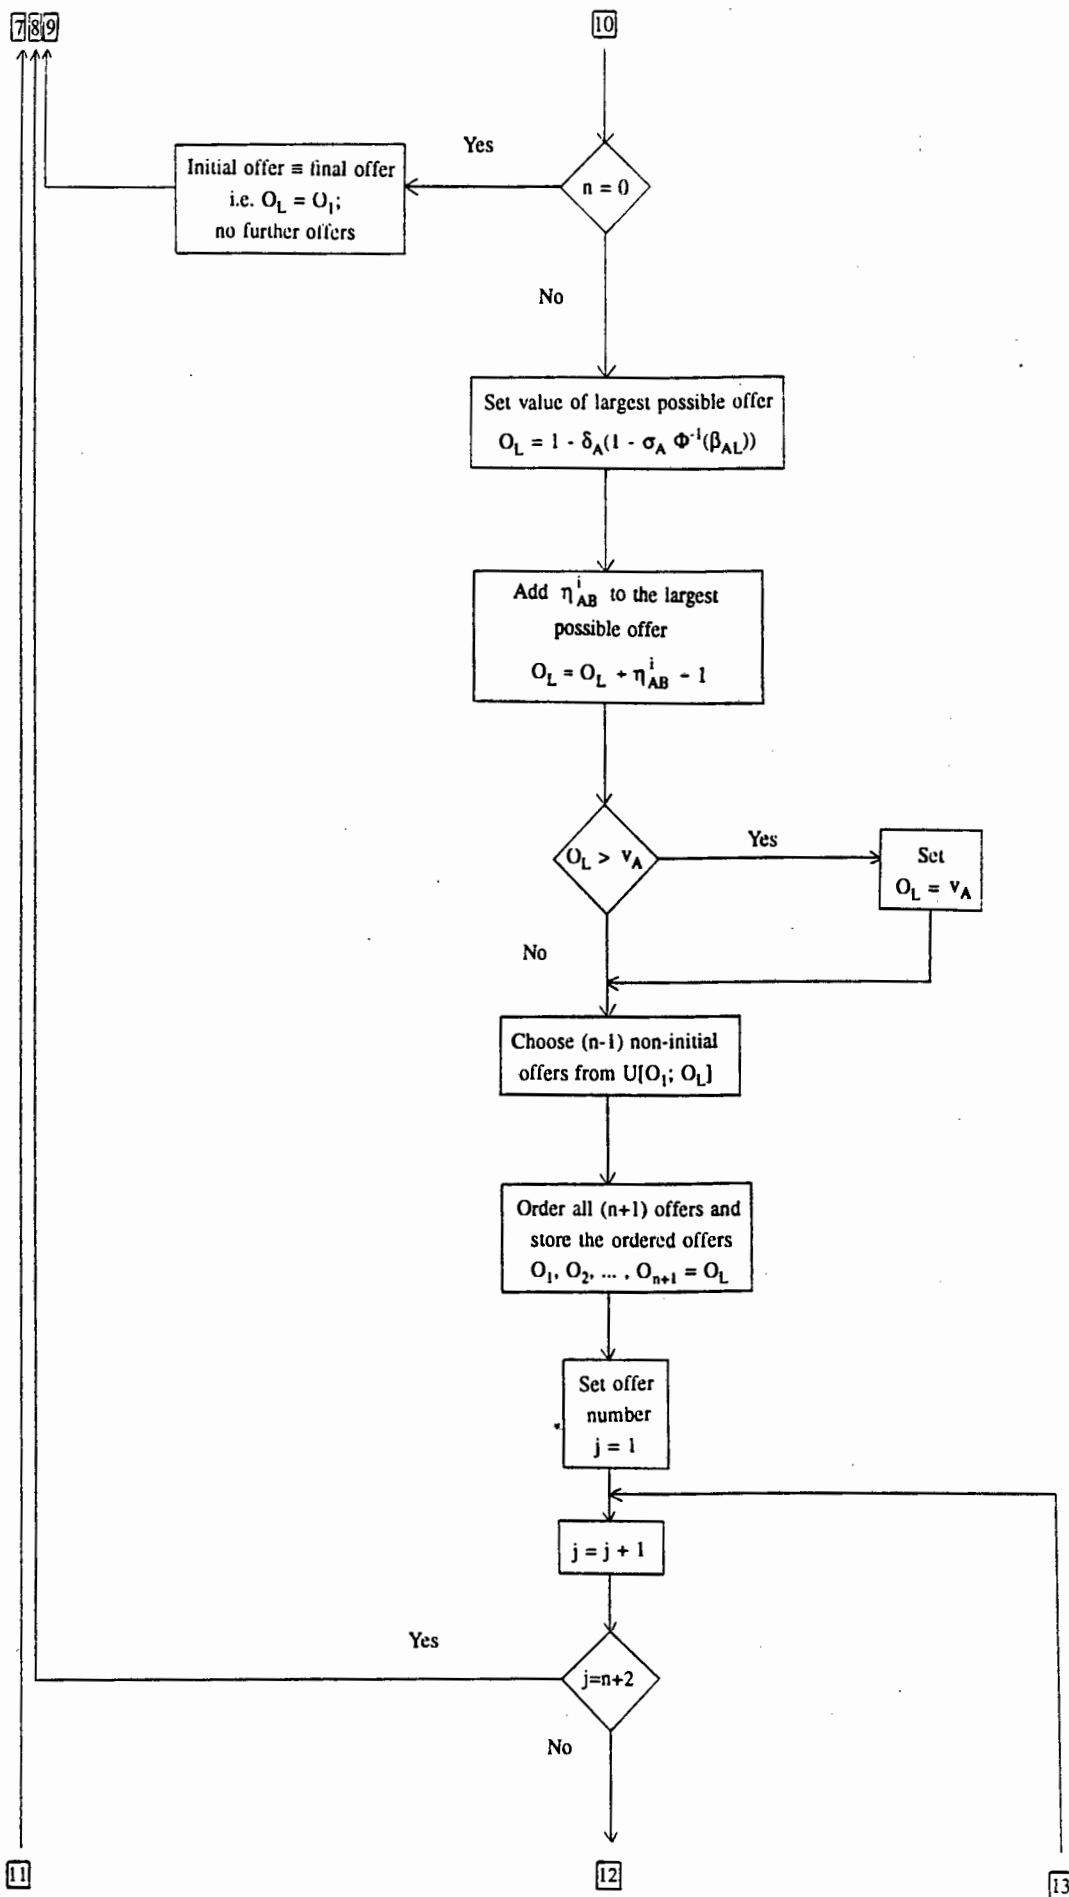 7 8 9
10
Yes
n = 0
Initial offer ≡ final offer
i.e. O_L = O_1;
no further offers
No
Set value of largest possible offer
O_L = 1 - δ_A(1 - σ_A Φ^-1(β_AL))
Add η^i_AB to the largest
possible offer
O_L = O_L + η^i_AB - 1
O_L > v_A
Yes
Set
O_L = v_A
No
Choose (n-1) non-initial
offers from U[O_1; O_L]
Order all (n+1) offers and
store the ordered offers
O_1, O_2, ... , O_n+1 = O_L
Set offer
number
j = 1
j = j + 1
Yes
j=n+2
No
11
12
13